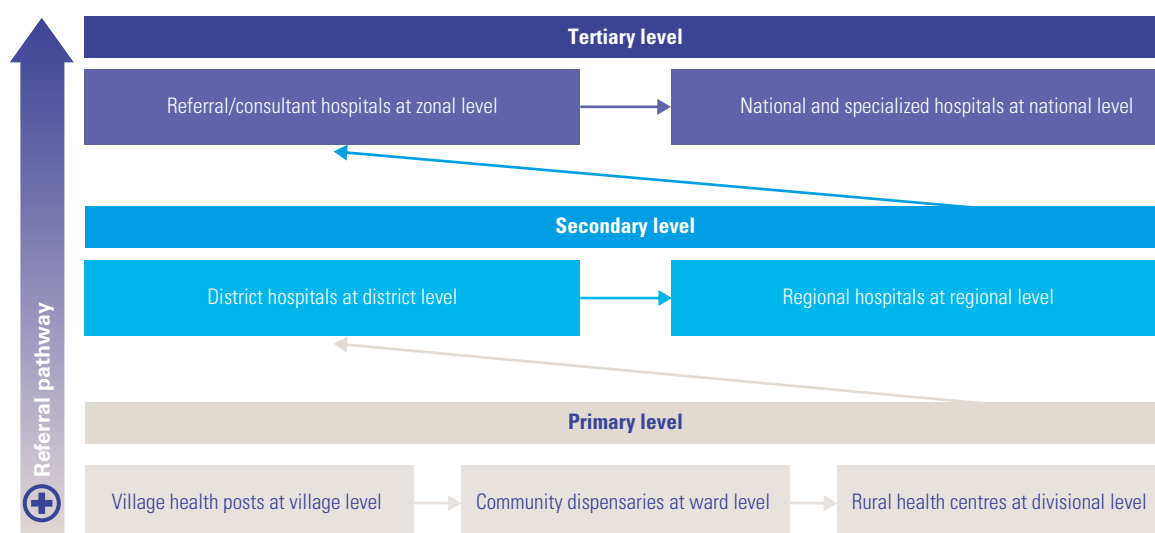 Tertiary level
Referral/consultant hospitals at zonal level
National and specialized hospitals at national level
Secondary level
District hospitals at district level
Regional hospitals at regional level
Primary level
Village health posts at village level
Community dispensaries at ward level
Rural health centres at divisional level
Referral pathway